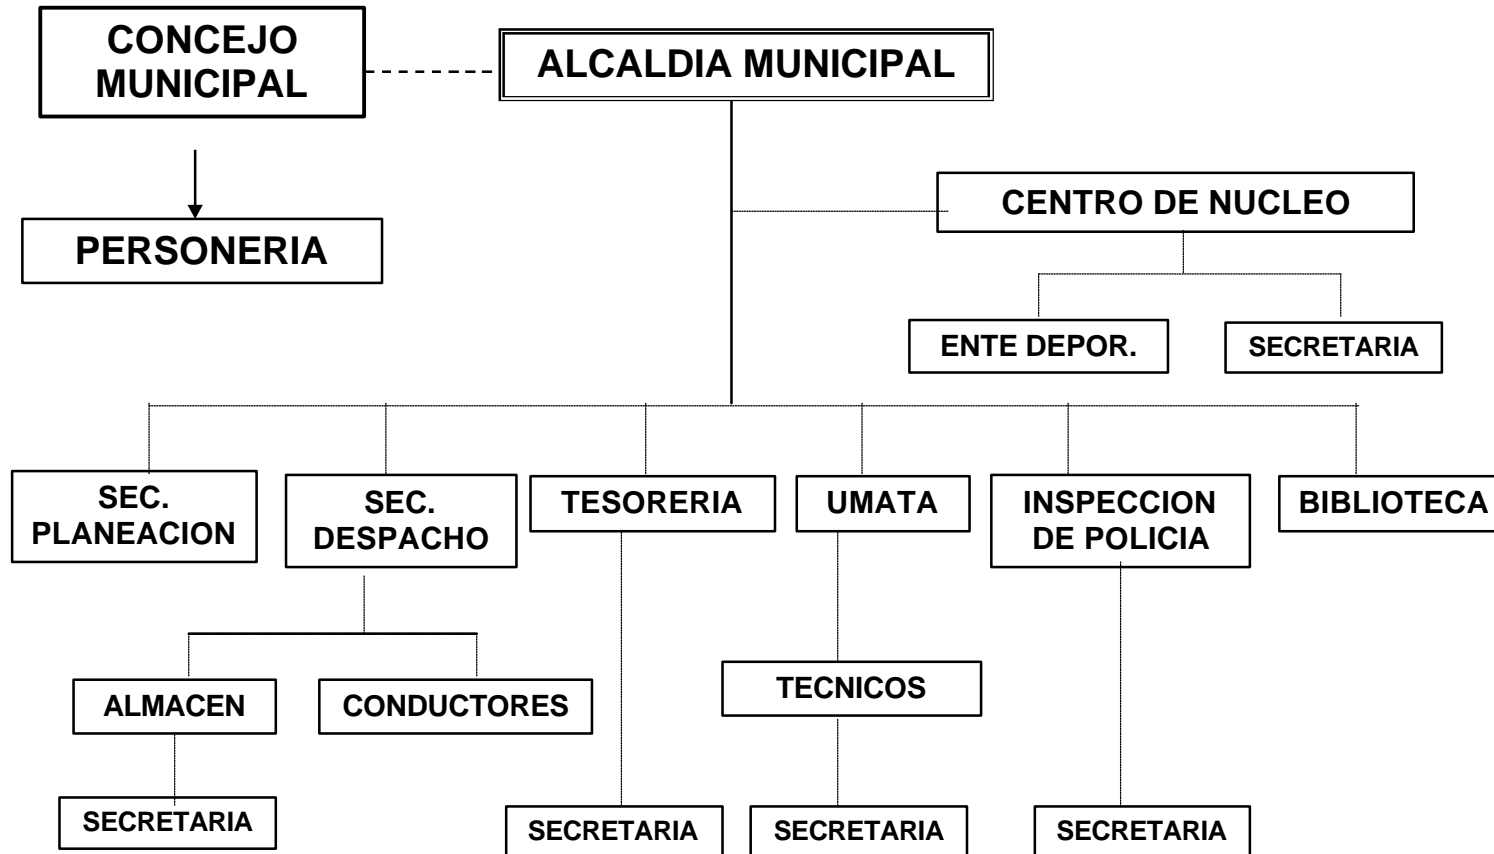 CONCEJO
MUNICIPAL
ALCALDIA MUNICIPAL
CENTRO DE NUCLEO
PERSONERIA
ENTE DEPOR.
SECRETARIA
SEC.
PLANEACION
SEC.
DESPACHO
TESORERIA
UMATA
INSPECCION
DE POLICIA
BIBLIOTECA
ALMACEN
CONDUCTORES
TECNICOS
SECRETARIA
SECRETARIA
SECRETARIA
SECRETARIA